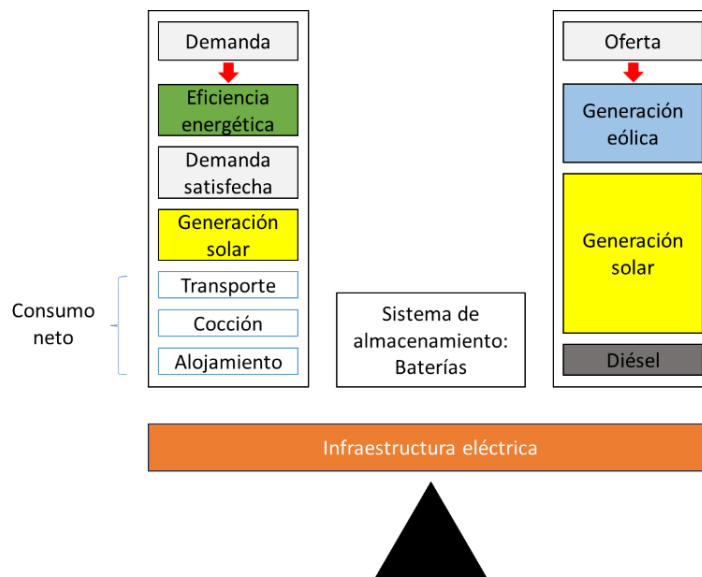 Demanda
Eficiencia
energética
Demanda
satisfecha
Generación
solar
Consumo
neto
Transporte
Cocción
Alojamiento
Sistema de
almacenamiento:
Baterías
Oferta
Generación
eólica
Generación
solar
Diésel
Infraestructura eléctrica